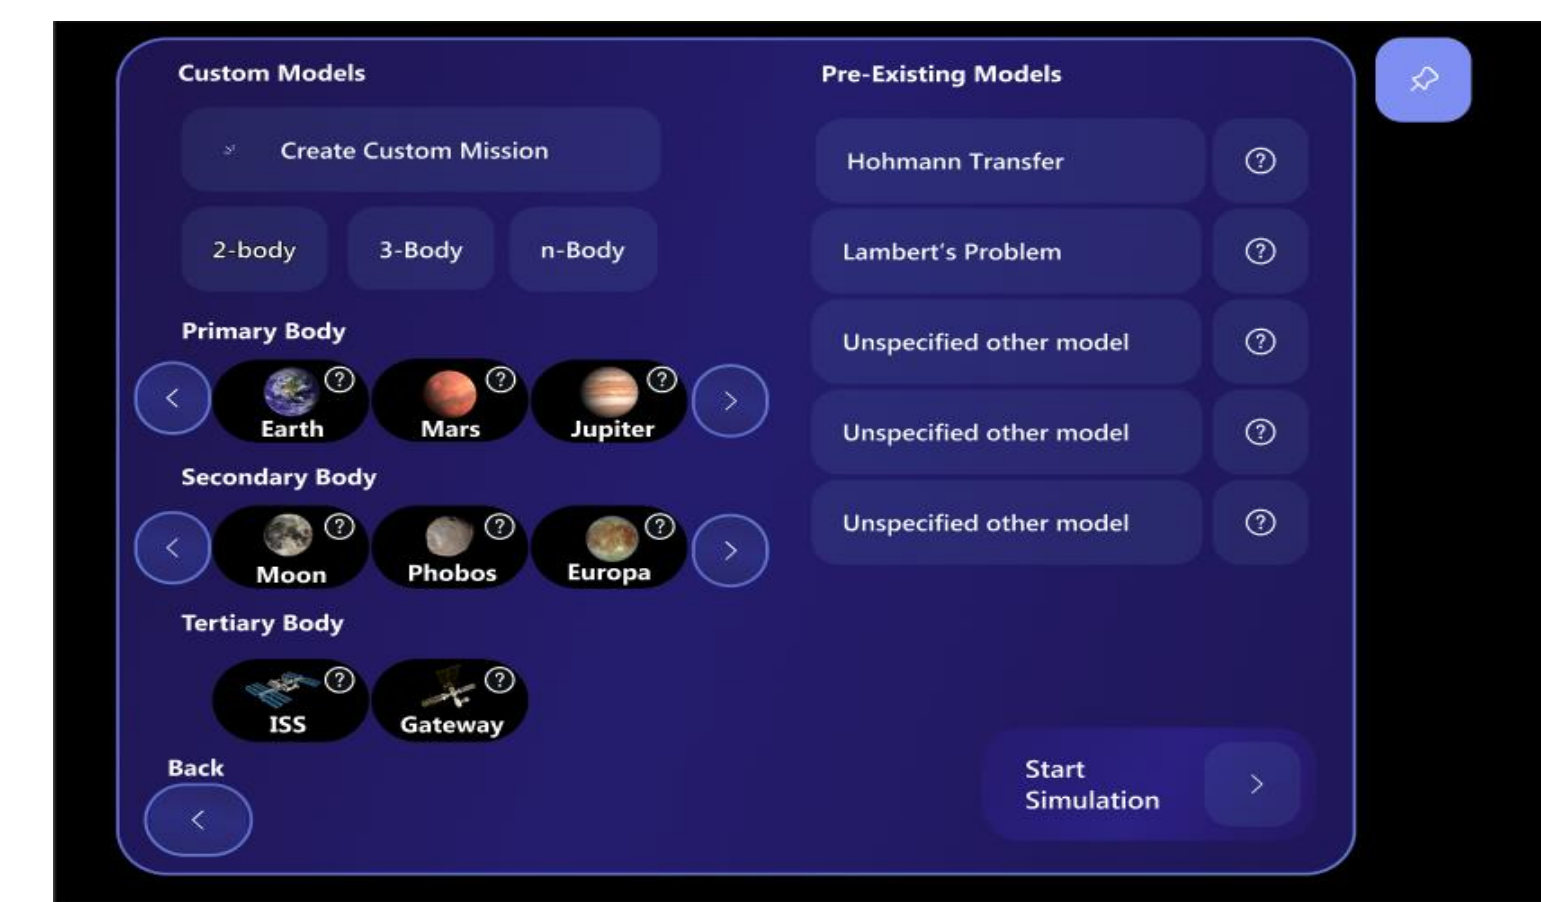 Custom Models
Create Custom Mission
2-body 3-Body n-Body
Primary Body
Earth Mars Jupiter
Secondary Body
Moon Phobos Europa
Tertiary Body
ISS Gateway
Back
Pre-Existing Models
Hohmann Transfer ?
Lambert's Problem ?
Unspecified other model ?
Unspecified other model ?
Unspecified other model ?
Start
Simulation